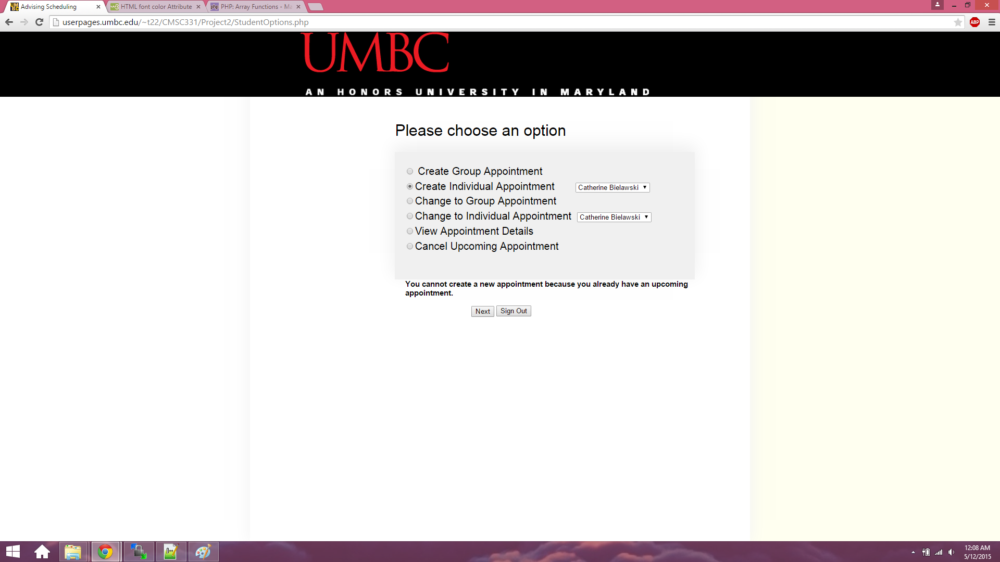 Advising Scheduling
HTML font color Attribute
PHP: Array Functions - Ma
userpages.umbc.edu/~t22/CMSC331/Project2/StudentOptions.php
ABP
UMBC
AN HONORS UNIVERSITY IN MARYLAND
Please choose an option
Create Group Appointment
Create Individual Appointment Catherine Bielawski
Change to Group Appointment
Change to Individual Appointment Catherine Bielawski
View Appointment Details
Cancel Upcoming Appointment
You cannot create a new appointment because you already have an upcoming
appointment.
Next Sign Out
12:08 AM
5/12/2015